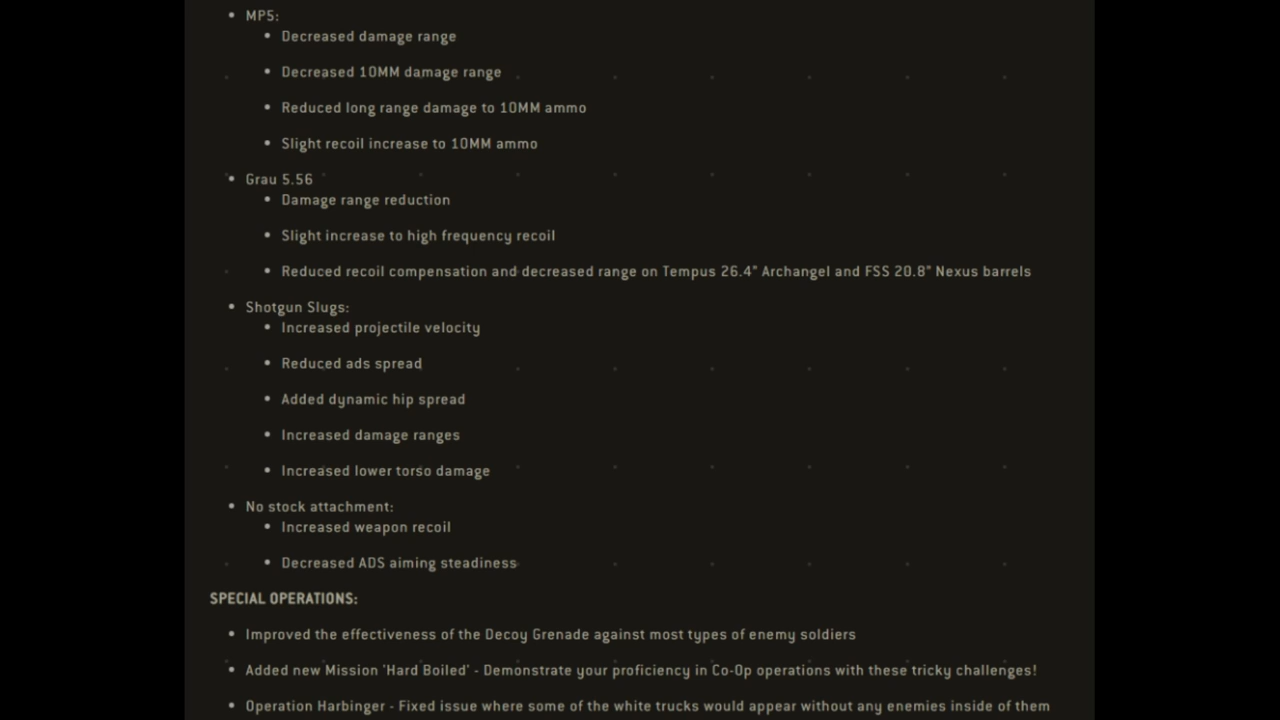 • MP5:
• Decreased damage range
• Decreased 10MM damage range
• Reduced long range damage to 10MM ammo
• Slight recoil increase to 10MM ammo
• Grau 5.56
• Damage range reduction
• Slight increase to high frequency recoil
• Reduced recoil compensation and decreased range on Tempus 26.4" Archangel and FSS 20.8" Nexus barrels
• Shotgun Slugs:
• Increased projectile velocity
• Reduced ads spread
• Added dynamic hip spread
• Increased damage ranges
• Increased lower torso damage
• No stock attachment:
• Increased weapon recoil
• Decreased ADS aiming steadiness
SPECIAL OPERATIONS:
• Improved the effectiveness of the Decoy Grenade against most types of enemy soldiers
• Added new Mission 'Hard Boiled' - Demonstrate your proficiency in Co-Op operations with these tricky challenges!
• Operation Harbinger - Fixed issue where some of the white trucks would appear without any enemies inside of them